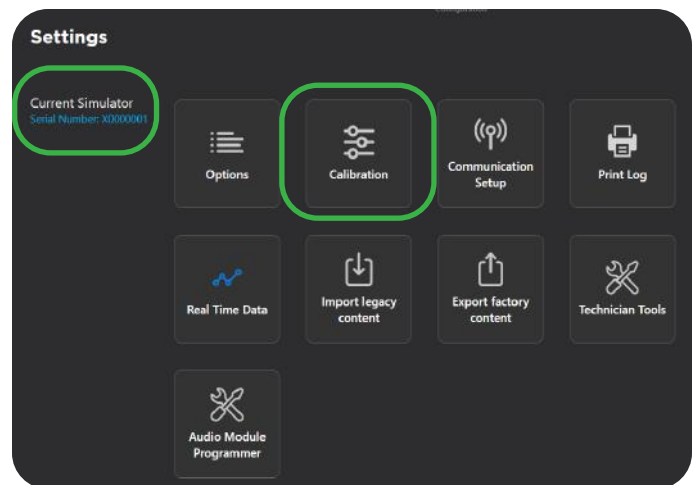 Settings
Current Simulator
Serial Number: X0000001
Options
Calibration
Communication
Setup
Print Log
Real Time Data
Import legacy
content
Export factory
content
Technician Tools
Audio Module
Programmer